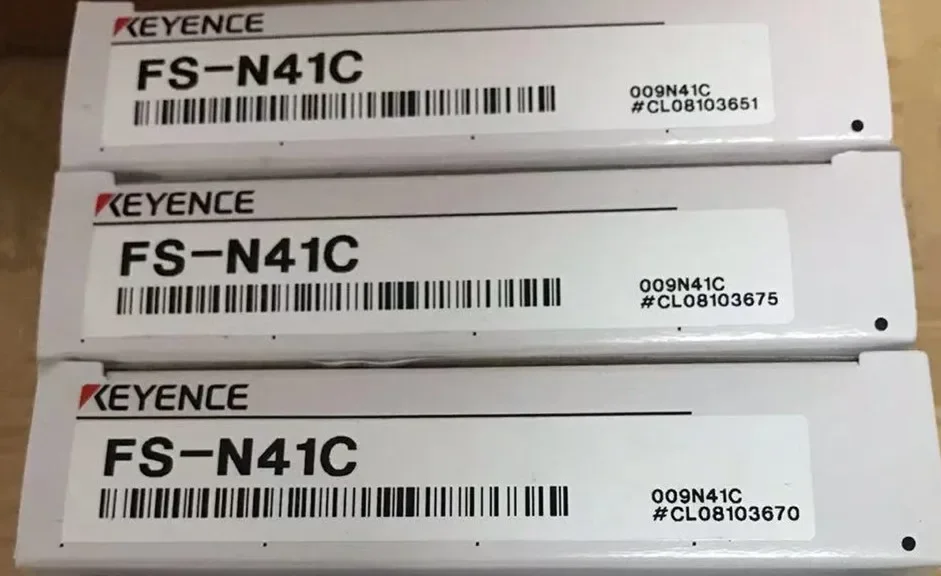 KEYENCE
FS-N41C
009N41C
#CL08103651
KEYENCE
FS-N41C
009N41C
#CL08103675
KEYENCE
FS-N41C
009N41C
#CL08103670